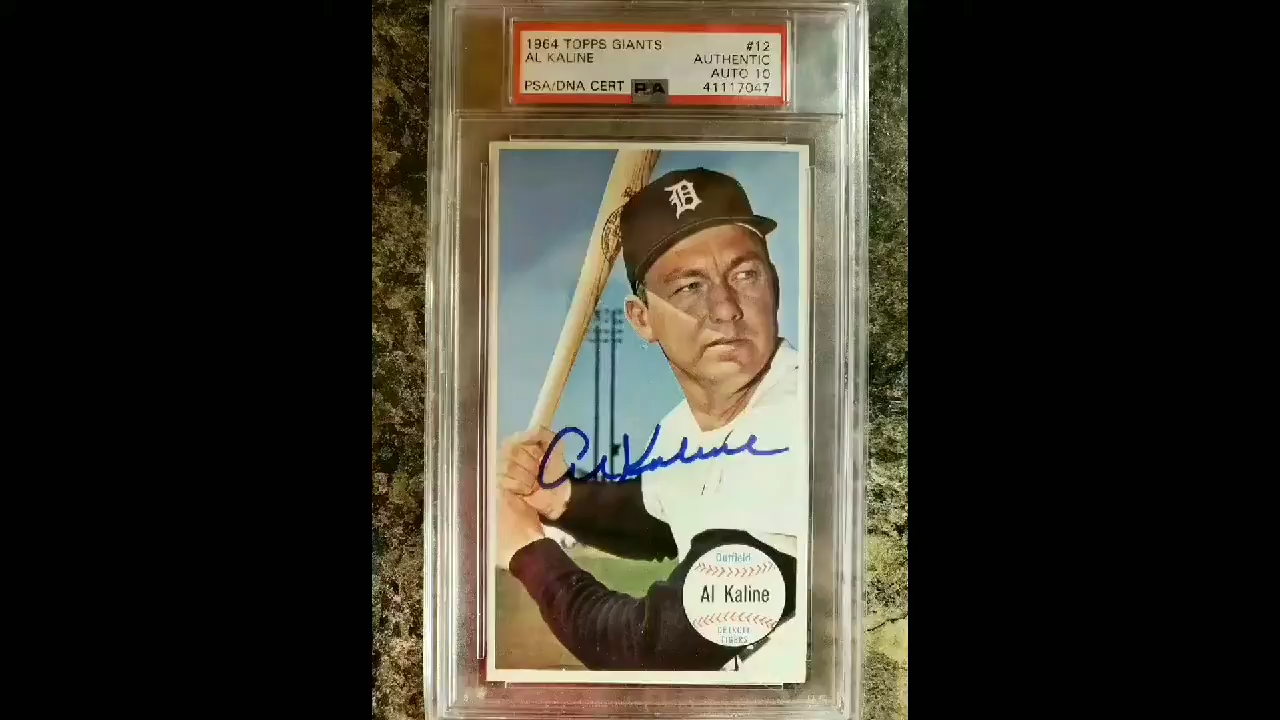 1964 TOPPS GIANTS #12
AL KALINE AUTHENTIC
AUTO 10
PSA/DNA CERT PSA 41117047
D
Al Kaline
Outfield
Al Kaline
DETROIT
TIGERS